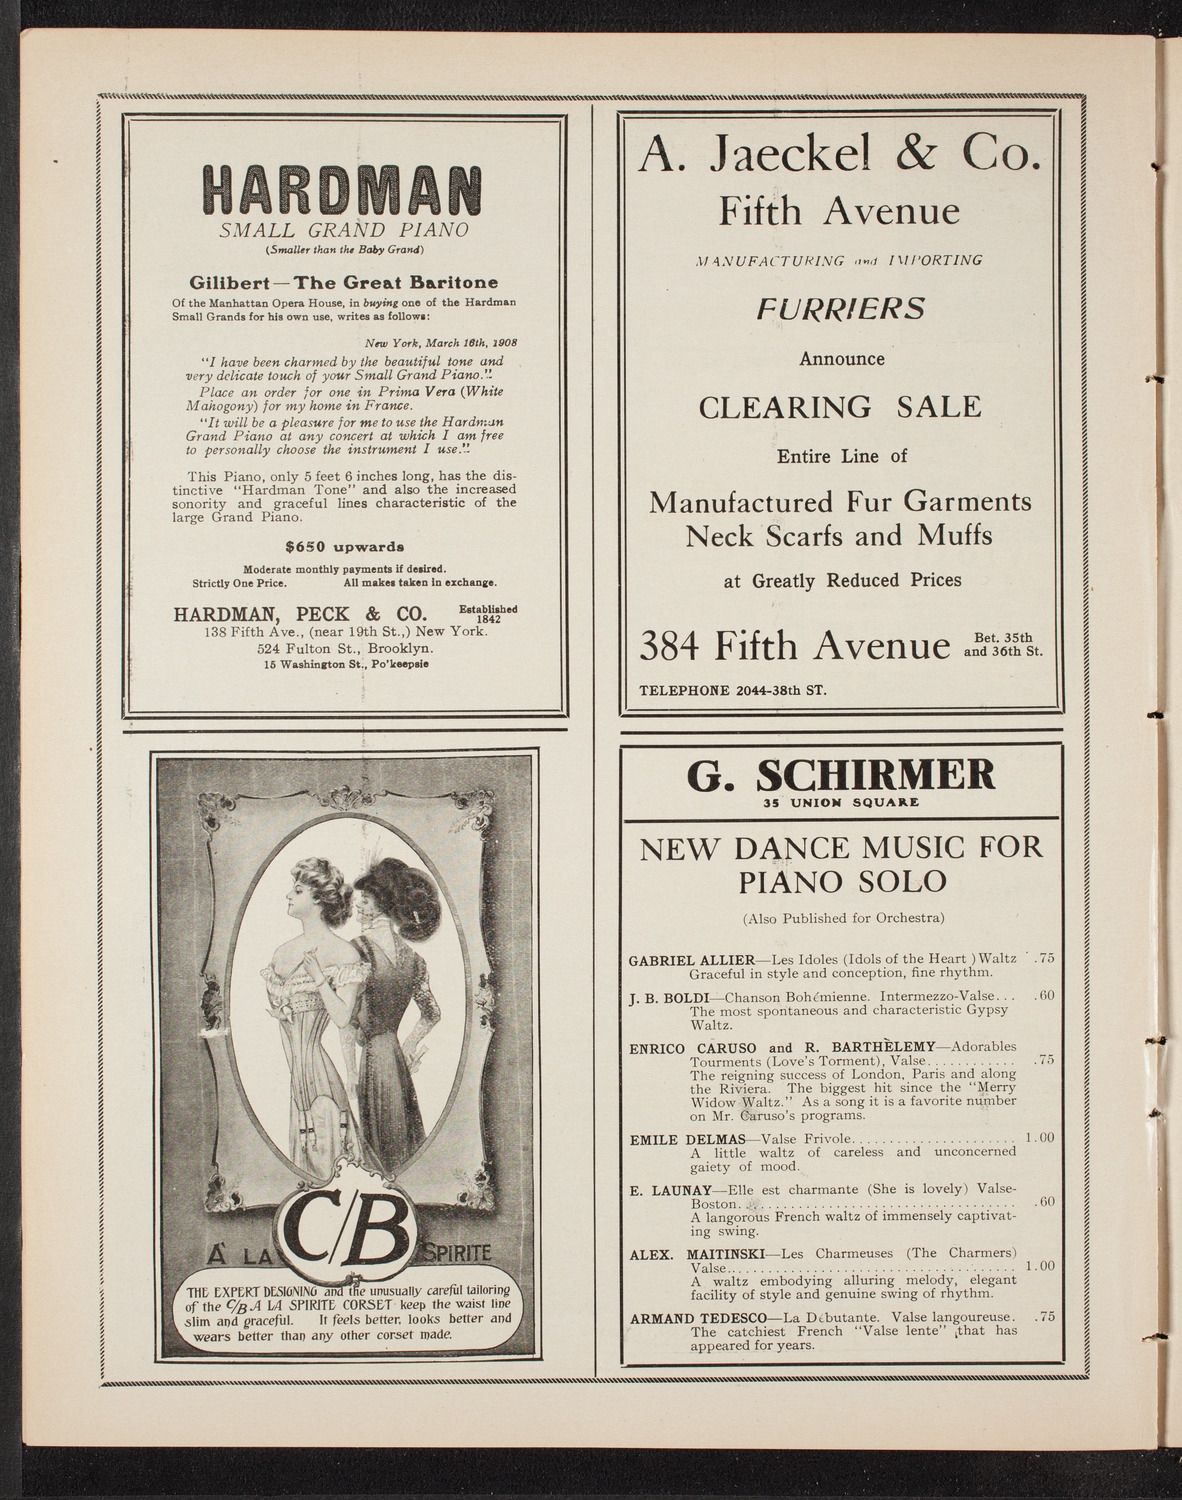 HARDMAN
SMALL GRAND PIANO
(Smaller than the Baby Grand)
Gilibert—The Great Baritone
Of the Manhattan Opera House, in buying one of the Hardman
Small Grands for his own use, writes as follows:
New York, March 16th, 1908
"I have been charmed by the beautiful tone and
very delicate touch of your Small Grand Piano."
Place an order for one in Prima Vera (White
Mahogony) for my home in France.
"It will be a pleasure for me to use the Hardman
Grand Piano at any concert at which I am free
to personally choose the instrument I use."
This Piano, only 5 feet 6 inches long, has the dis-
tinctive "Hardman Tone" and also the increased
sonority and graceful lines characteristic of the
large Grand Piano.
$650 upwards
Moderate monthly payments if desired.
Strictly One Price. All makes taken in exchange.
HARDMAN, PECK & CO. Established 1842
138 Fifth Ave., (near 19th St.,) New York.
524 Fulton St., Brooklyn.
15 Washington St., Po'keepsie
C/B
À LA SPIRITE
THE EXPERT DESIGNING and the unusually careful tailoring
of the C/B A LA SPIRITE CORSET keep the waist line
slim and graceful. It feels better, looks better and
wears better than any other corset made.
A. Jaeckel & Co.
Fifth Avenue
MANUFACTURING and IMPORTING
FURRIERS
Announce
CLEARING SALE
Entire Line of
Manufactured Fur Garments
Neck Scarfs and Muffs
at Greatly Reduced Prices
384 Fifth Avenue Bet. 35th and 36th St.
TELEPHONE 2044-38th ST.
G. SCHIRMER
35 UNION SQUARE
NEW DANCE MUSIC FOR
PIANO SOLO
(Also Published for Orchestra)
GABRIEL ALLIER—Les Idoles (Idols of the Heart ) Waltz .75
Graceful in style and conception, fine rhythm.
J. B. BOLDI—Chanson Bohémienne. Intermezzo-Valse... .60
The most spontaneous and characteristic Gypsy
Waltz.
ENRICO CARUSO and R. BARTHÈLEMY—Adorables
Tourments (Love's Torment), Valse............ .75
The reigning success of London, Paris and along
the Riviera. The biggest hit since the "Merry
Widow Waltz." As a song it is a favorite number
on Mr. Caruso's programs.
EMILE DELMAS—Valse Frivole...................... 1.00
A little waltz of careless and unconcerned
gaiety of mood.
E. LAUNAY—Elle est charmante (She is lovely) Valse-
Boston..................................... .60
A langorous French waltz of immensely captivat-
ing swing.
ALEX. MAITINSKI—Les Charmeuses (The Charmers)
Valse....................................... 1.00
A waltz embodying alluring melody, elegant
facility of style and genuine swing of rhythm.
ARMAND TEDESCO—La Débutante. Valse langoureuse. .75
The catchiest French "Valse lente" that has
appeared for years.